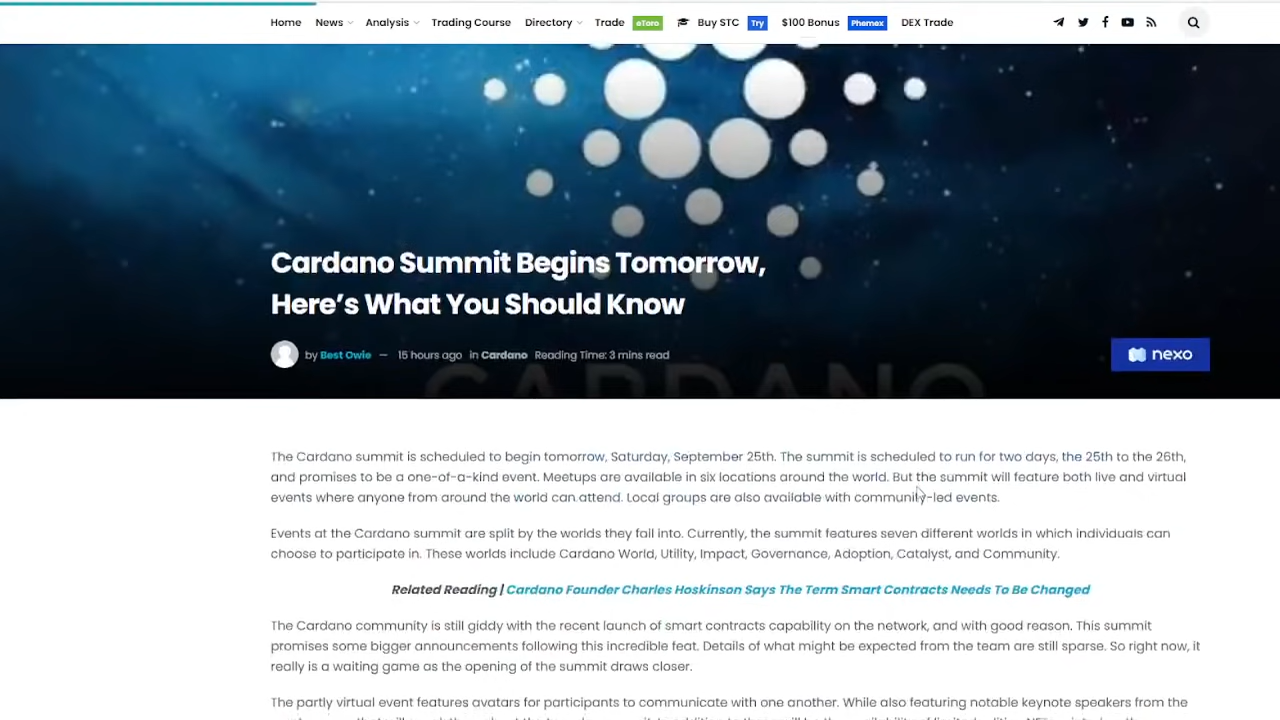 Home News Analysis Trading Course Directory Trade eToro Buy STC Try $100 Bonus Phemex DEX Trade
Cardano Summit Begins Tomorrow,
Here's What You Should Know
by Best Owie — 15 hours ago in Cardano Reading Time: 3 mins read
nexo
CARDANO
The Cardano summit is scheduled to begin tomorrow, Saturday, September 25th. The summit is scheduled to run for two days, the 25th to the 26th,
and promises to be a one-of-a-kind event. Meetups are available in six locations around the world. But the summit will feature both live and virtual
events where anyone from around the world can attend. Local groups are also available with community-led events.
Events at the Cardano summit are split by the worlds they fall into. Currently, the summit features seven different worlds in which individuals can
choose to participate in. These worlds include Cardano World, Utility, Impact, Governance, Adoption, Catalyst, and Community.
Related Reading | Cardano Founder Charles Hoskinson Says The Term Smart Contracts Needs To Be Changed
The Cardano community is still giddy with the recent launch of smart contracts capability on the network, and with good reason. This summit
promises some bigger announcements following this incredible feat. Details of what might be expected from the team are still sparse. So right now, it
really is a waiting game as the opening of the summit draws closer.
The partly virtual event features avatars for participants to communicate with one another. While also featuring notable keynote speakers from the